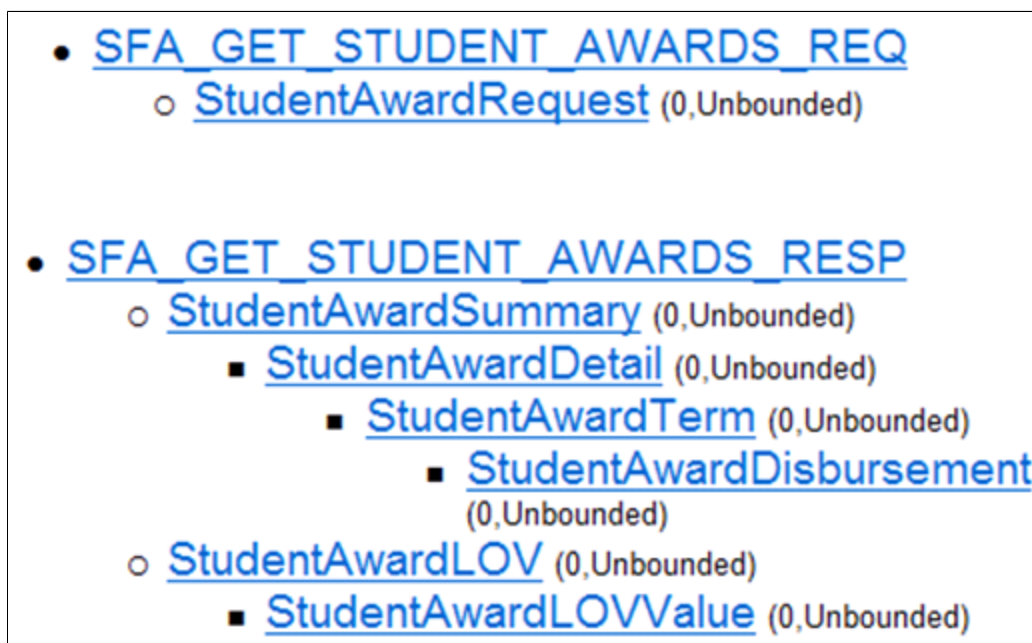 SFA_GET_STUDENT_AWARDS_REQ
StudentAwardRequest (0,Unbounded)
SFA_GET_STUDENT_AWARDS_RESP
StudentAwardSummary (0,Unbounded)
StudentAwardDetail (0,Unbounded)
StudentAwardTerm (0,Unbounded)
StudentAwardDisbursement
(0,Unbounded)
StudentAwardLOV (0,Unbounded)
StudentAwardLOVValue (0,Unbounded)